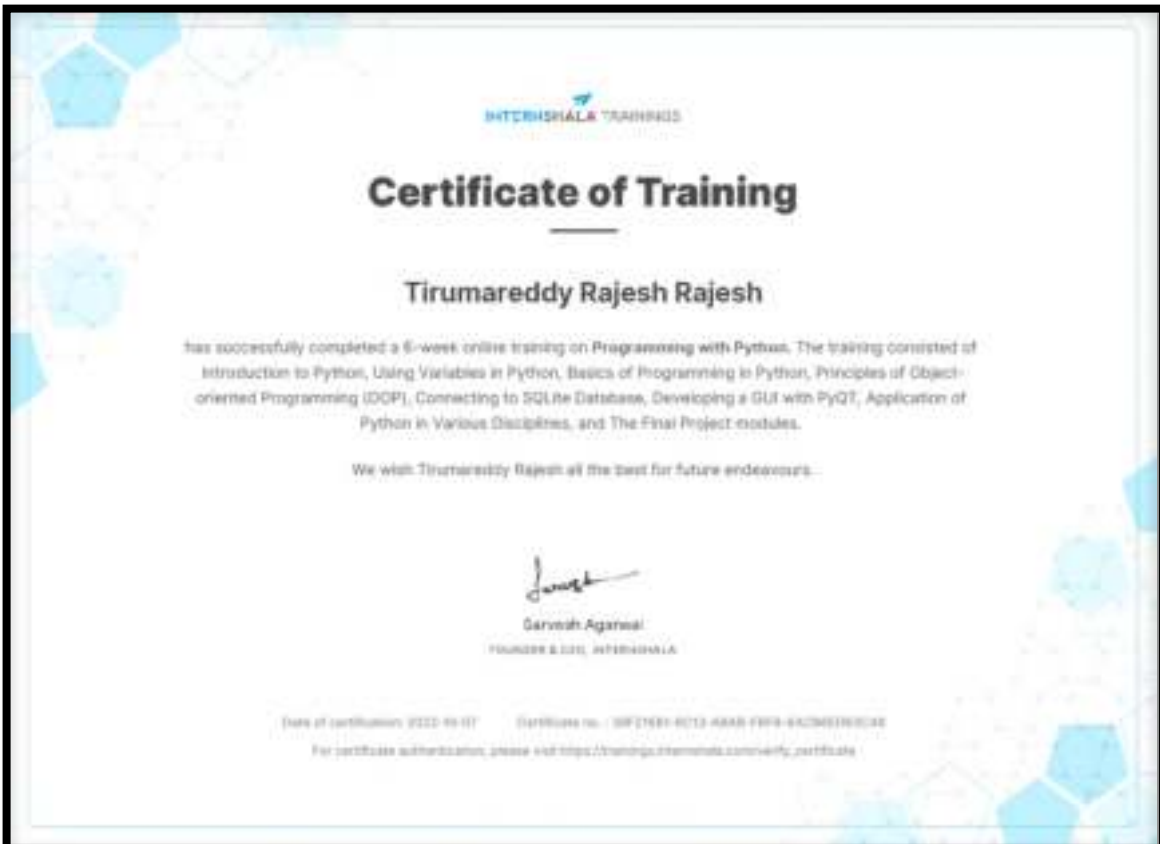 INTERNSHALA TRAININGS
Certificate of Training
Tirumareddy Rajesh Rajesh
has successfully completed a 6-week online training on Programming with Python. The training consisted of
Introduction to Python, Using Variables in Python, Basics of Programming in Python, Principles of Object-
oriented Programming (OOP), Connecting to SQLite Database, Developing a GUI with PyQT, Application of
Python in Various Disciplines, and The Final Project modules.
We wish Tirumareddy Rajesh all the best for future endeavours.
Sarvesh Agarwal
FOUNDER & CEO, INTERNSHALA
Date of certification: Certificate no. :
For certificate authentication, please visit https://trainings.internshala.com/verify_certificate